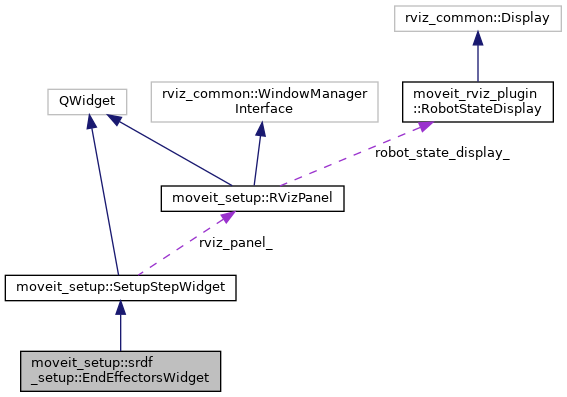 rviz_common::Display
QWidget
rviz_common::WindowManager
Interface
moveit_rviz_plugin
::RobotStateDisplay
robot_state_display_
moveit_setup::RVizPanel
rviz_panel_
moveit_setup::SetupStepWidget
moveit_setup::srdf
_setup::EndEffectorsWidget